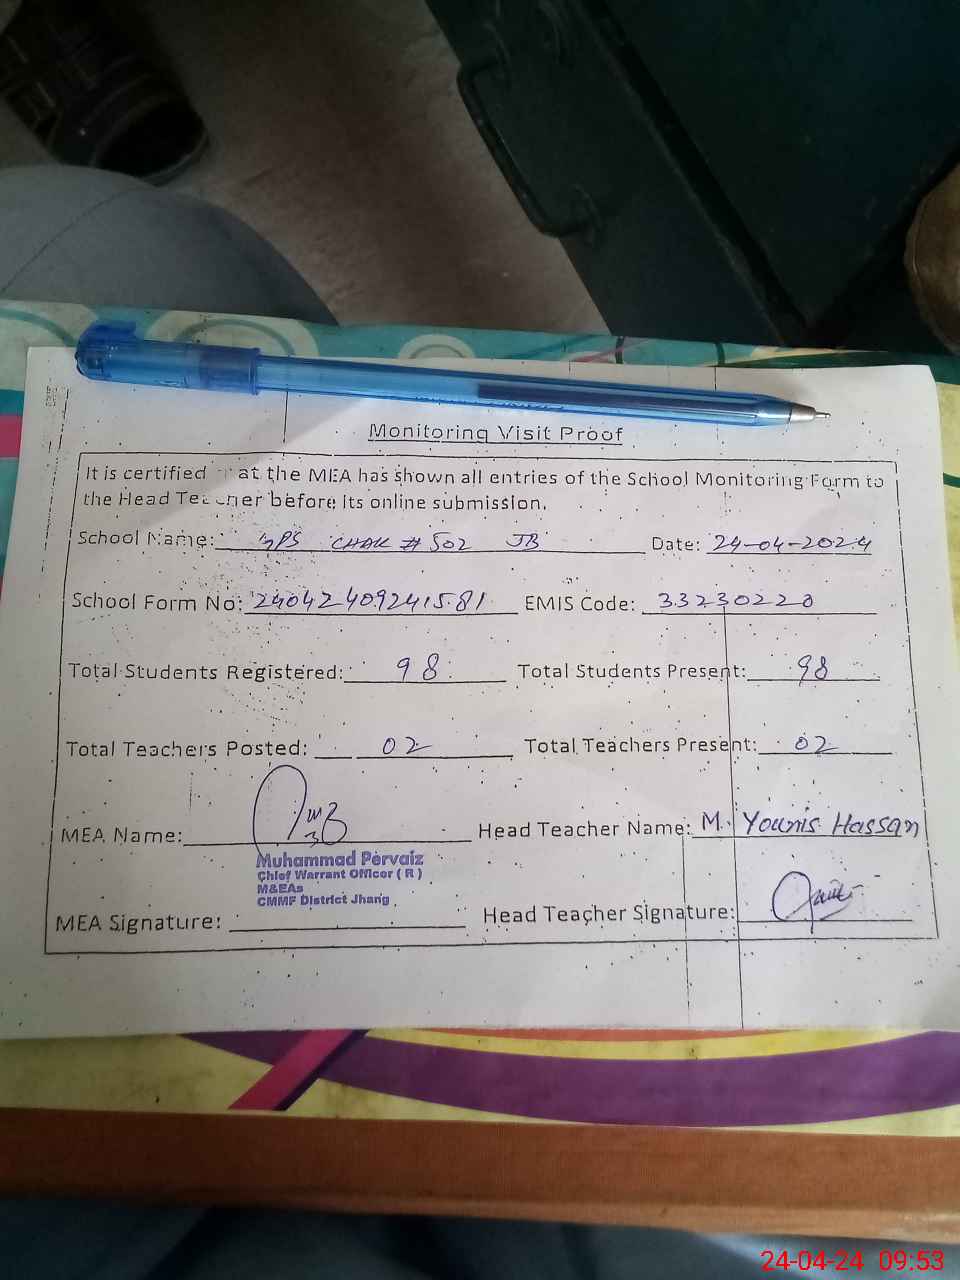 Monitoring Visit Proof
It is certified at the MEA has shown all entries of the School Monitoring Form to
the Head Teacher before its online submission.
School Name: GPS CHAK # 502 JB Date: 24-04-2024
School Form No: 24042409241581 EMIS Code: 33230220
Total Students Registered: 98 Total Students Present: 98
Total Teachers Posted: 02 Total Teachers Present: 02
MEA Name: Head Teacher Name: M. Younis Hassan
Muhammad Pervaiz
Chief Warrant Officer ( R )
M&EAs
CMMF District Jhang
MEA Signature: Head Teacher Signature:
24-04-24 09:53